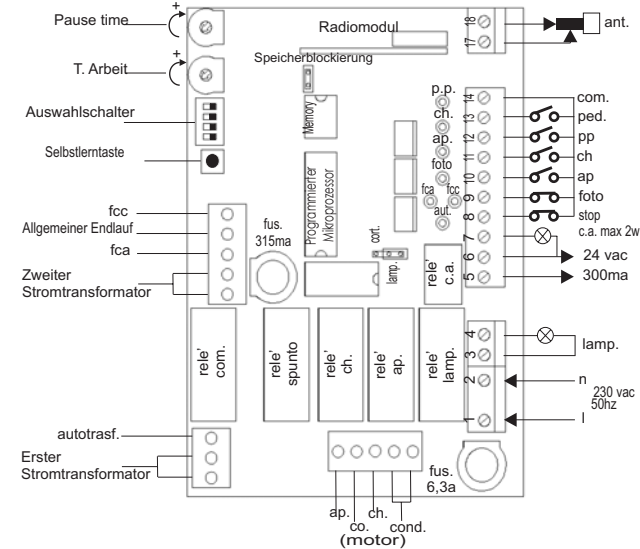 Pause time
T. Arbeit
Auswahlschalter
Selbstlerntaste
fcc
Allgemeiner Endlauf
fca
Zweiter
Stromtransformator
autotrasf.
Erster
Stromtransformator
+
+
Radiomodul
Speicherblockierung
Memory
Programmierter
Mikroprozessor
fus.
315ma
p.p.
ch.
ap.
foto
fca
fcc
aut.
cort.
lamp.
rele'
c.a.
rele'
com.
rele'
spunto
rele'
ch.
rele'
ap.
rele'
lamp.
fus.
6,3a
ap.
co.
ch.
cond.
(motor)
18
17
ant.
14
13
12
11
10
9
8
7
6
5
4
3
2
1
com.
ped.
pp
ch
ap
foto
stop
c.a. max 2w
24 vac
300ma
lamp.
n
230 vac
50hz
l